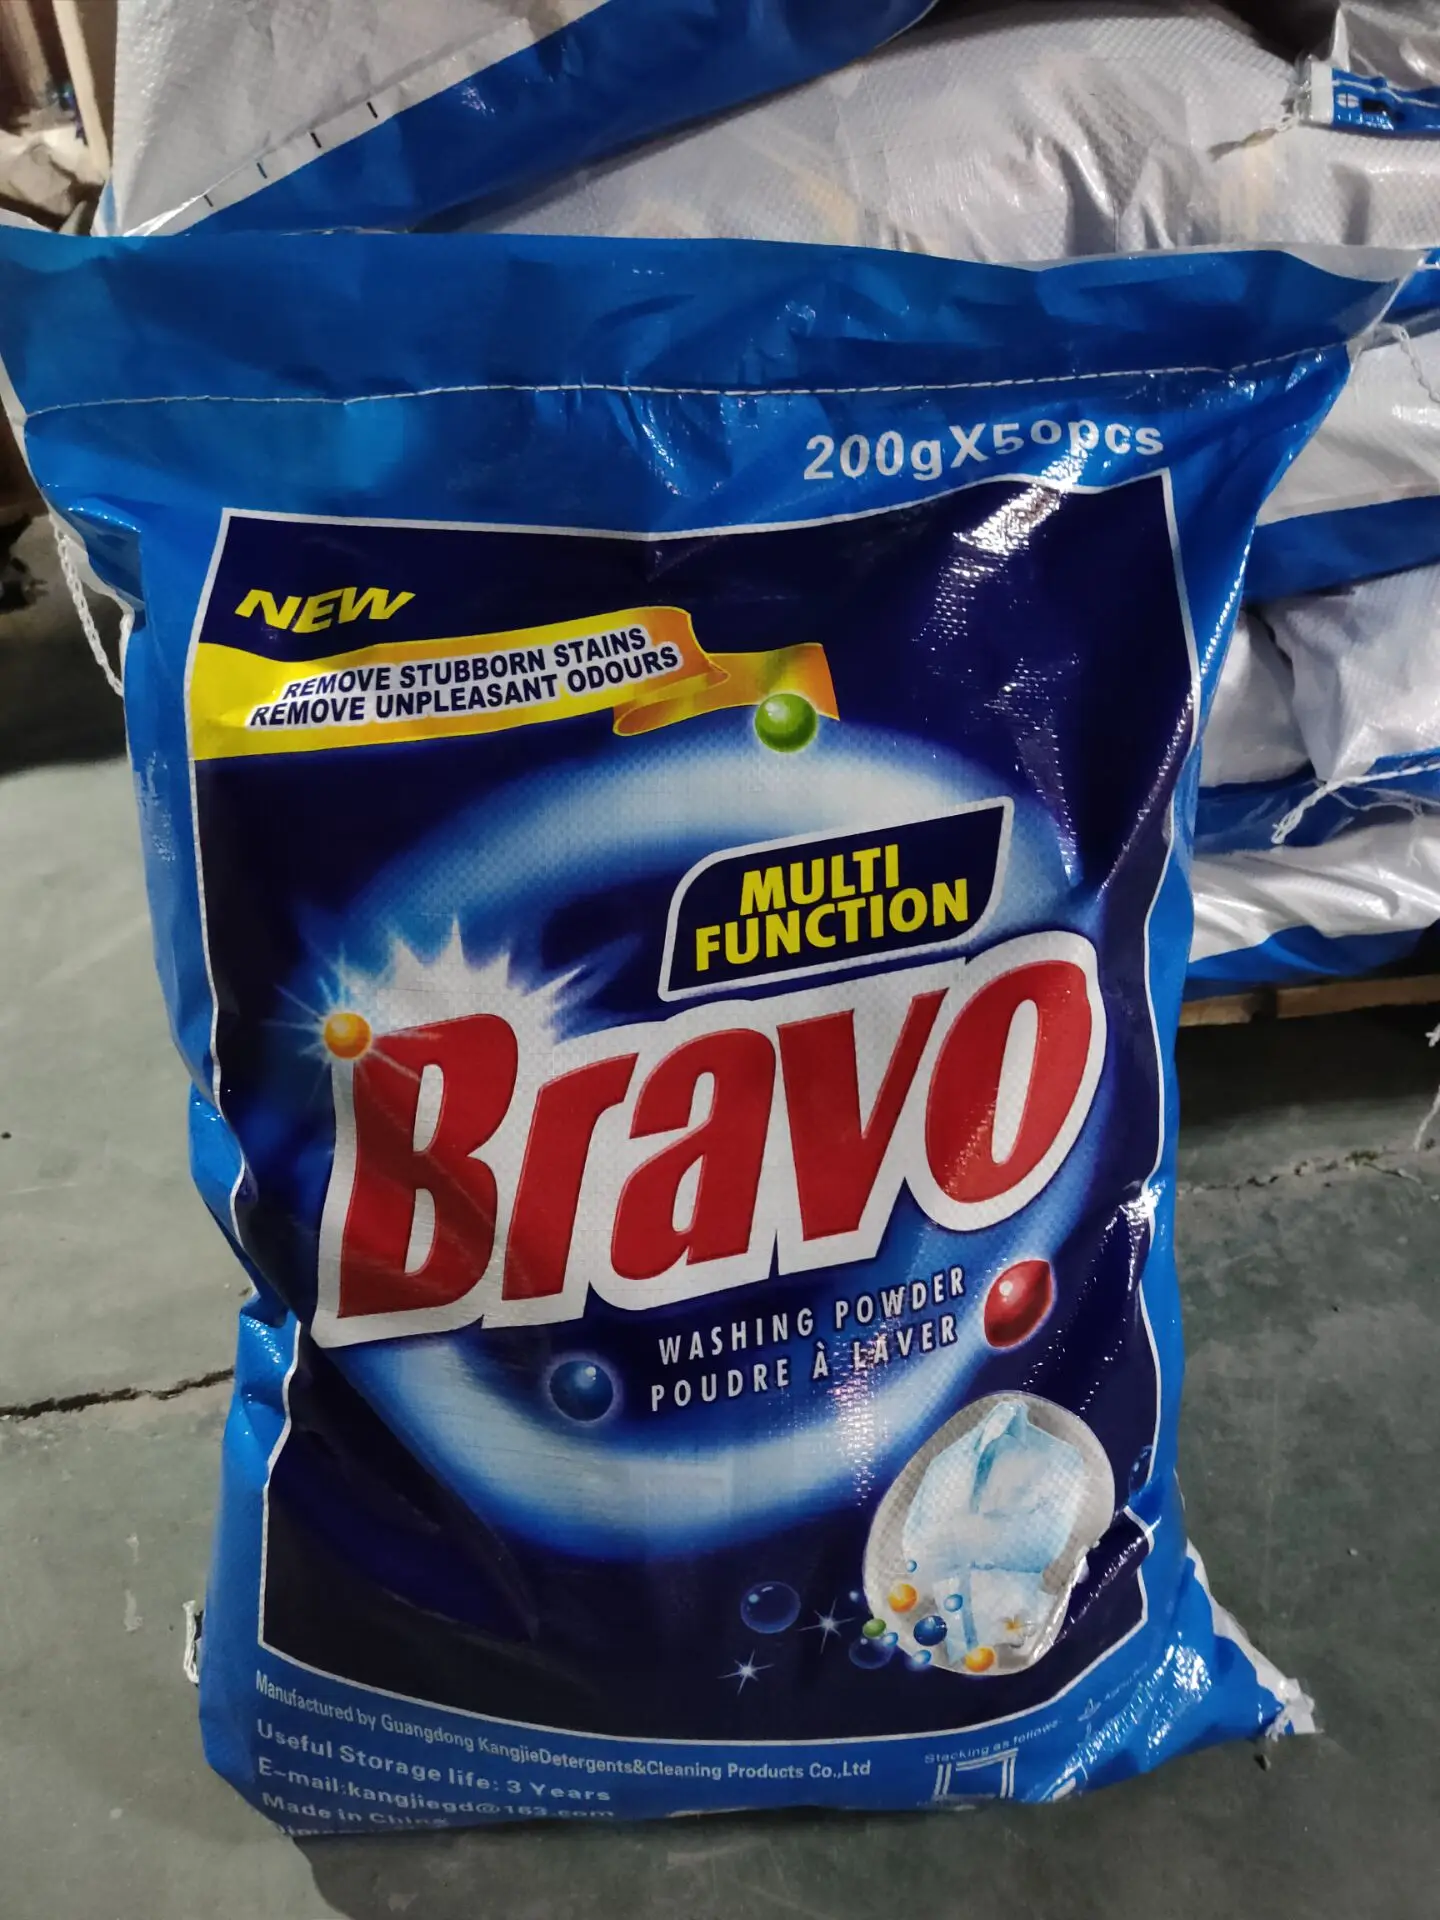 200gX50pcs
NEW
REMOVE STUBBORN STAINS
REMOVE UNPLEASANT ODOURS
MULTI
FUNCTION
Bravo
WASHING POWDER
POUDRE À LAVER
Manufactured by Guangdong KangjieDetergents&Cleaning Products Co.,Ltd
Useful Storage life: 3 Years
E-mail:kangjiegd@163.com
Made in China
Stacking as follows: